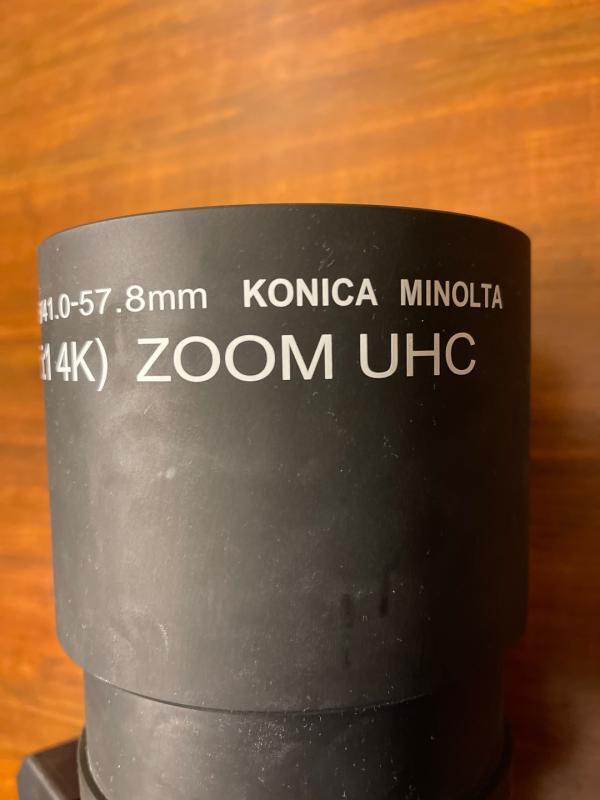 41.0-57.8mm KONICA MINOLTA
4K) ZOOM UHC